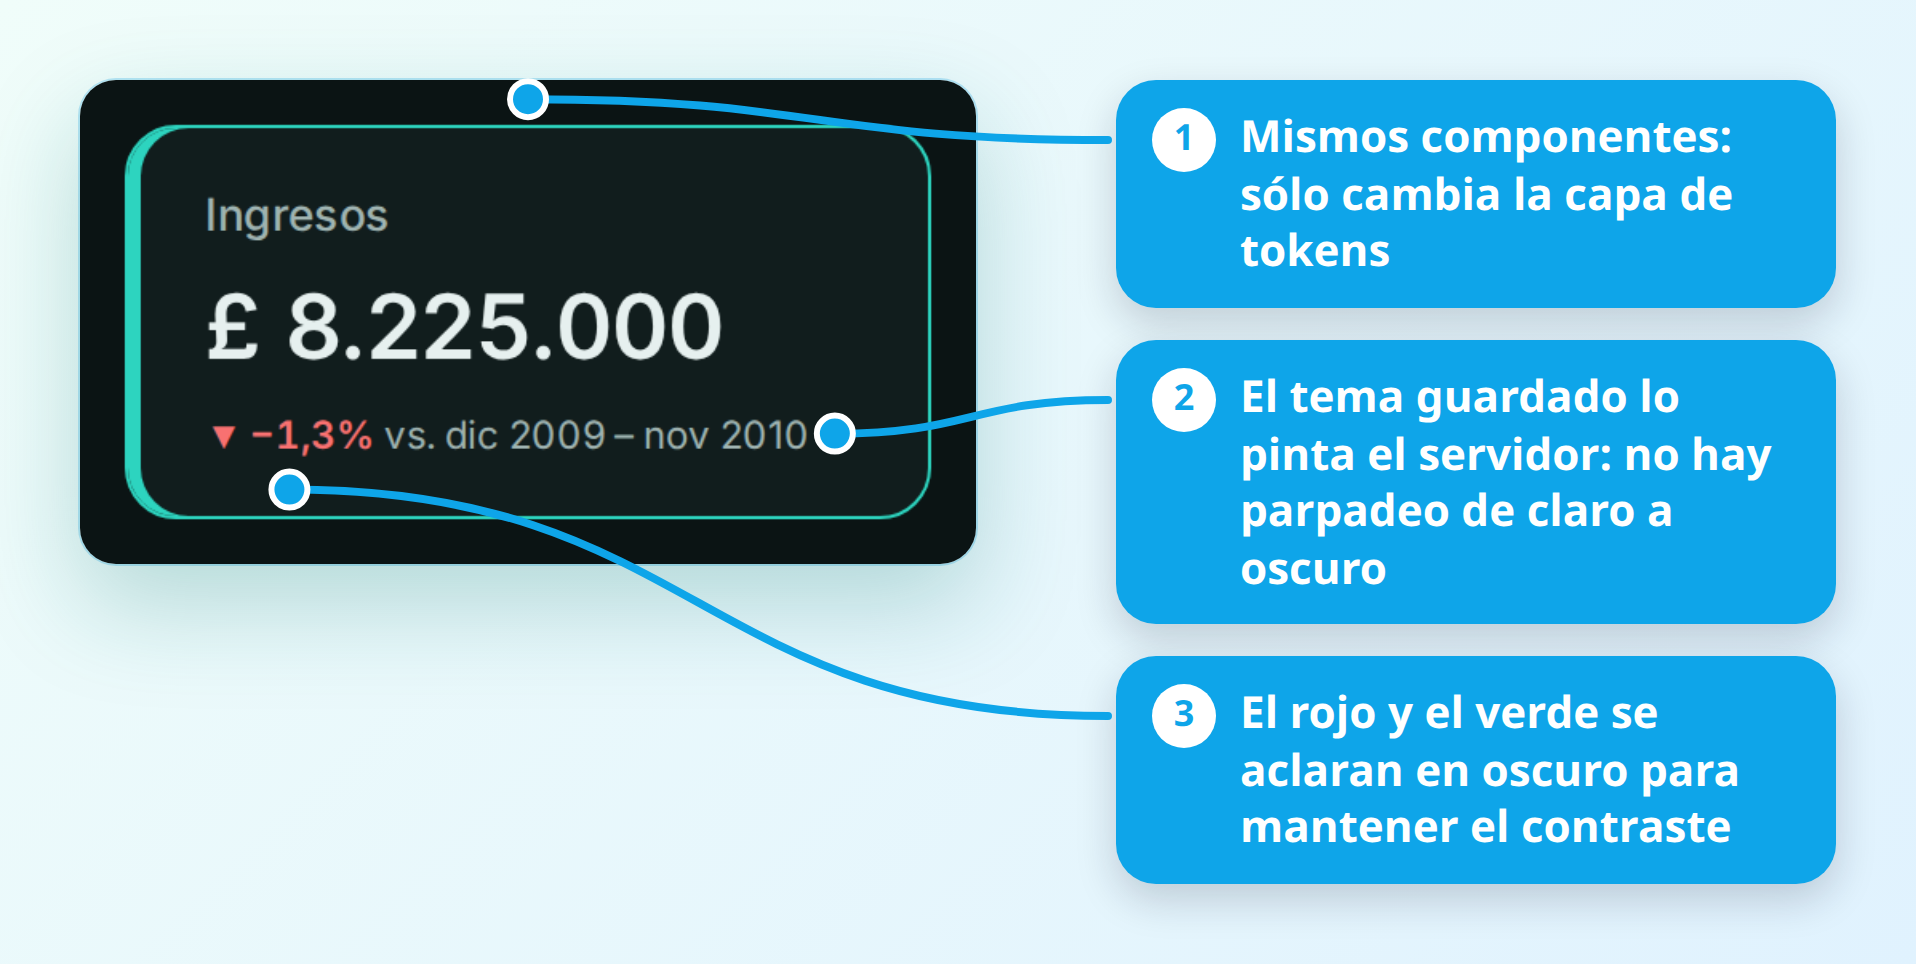 Ingresos
£ 8.225.000
▼ −1,3% vs. dic 2009 – nov 2010
1
Mismos componentes:
sólo cambia la capa de
tokens
2
El tema guardado lo
pinta el servidor: no hay
parpadeo de claro a
oscuro
3
El rojo y el verde se
aclaran en oscuro para
mantener el contraste